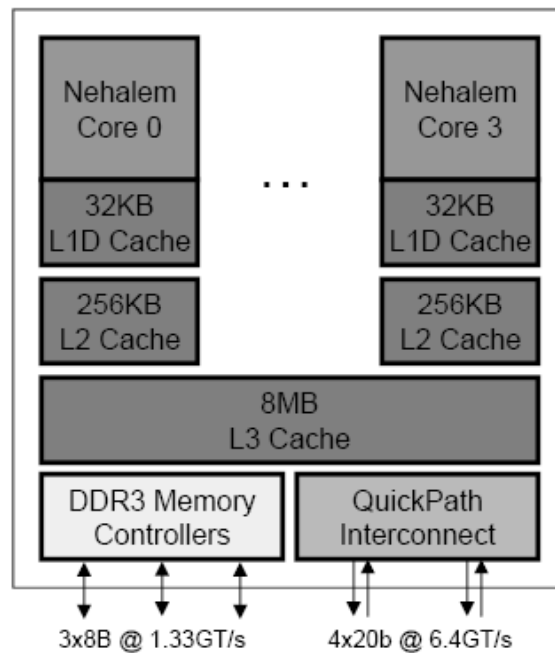 Nehalem
Core 0
Nehalem
Core 3
...
32KB
L1D Cache
32KB
L1D Cache
256KB
L2 Cache
256KB
L2 Cache
8MB
L3 Cache
DDR3 Memory
Controllers
QuickPath
Interconnect
3x8B @ 1.33GT/s
4x20b @ 6.4GT/s